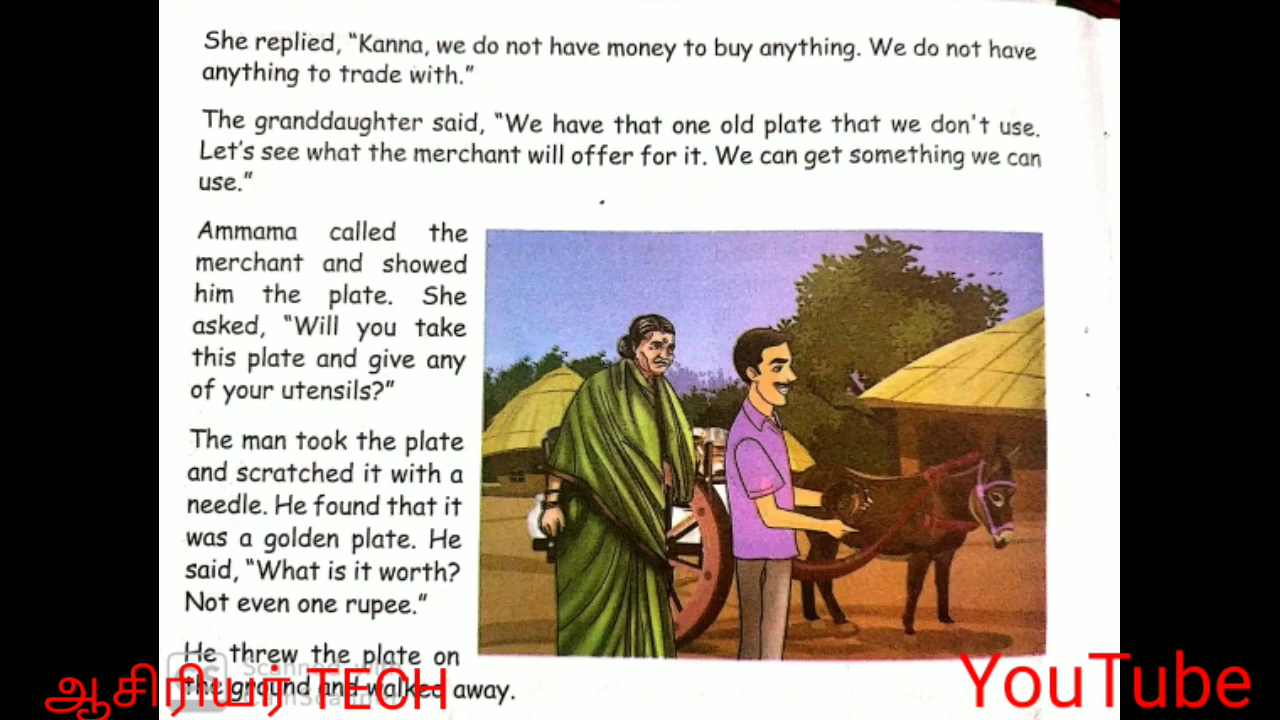 She replied, "Kanna, we do not have money to buy anything. We do not have
anything to trade with."
The granddaughter said, "We have that one old plate that we don't use.
Let's see what the merchant will offer for it. We can get something we can
use."
Ammama called the
merchant and showed
him the plate. She
asked, "Will you take
this plate and give any
of your utensils?"
The man took the plate
and scratched it with a
needle. He found that it
was a golden plate. He
said, "What is it worth?
Not even one rupee."
He threw the plate on
the ground and walked away.
CS Scanned with
CamScanner
ஆசிரியர் TECH
YouTube